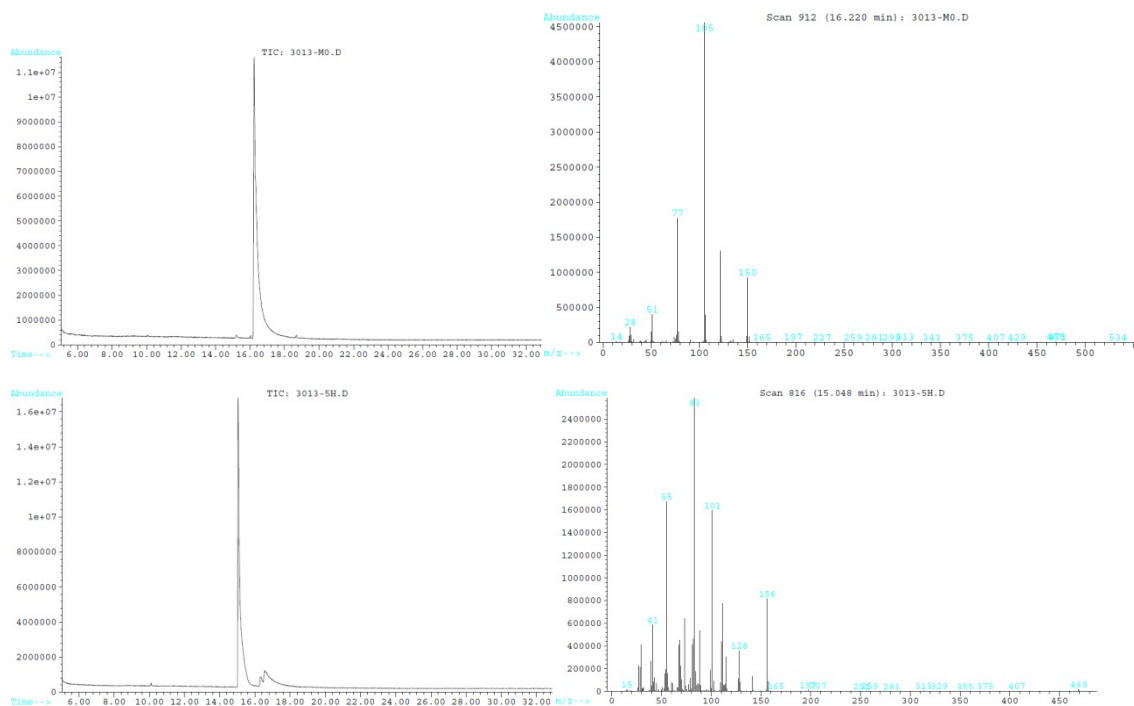 Abundance
TIC: 3013-M0.D
1.1e+07
1e+07
9000000
8000000
7000000
6000000
5000000
4000000
3000000
2000000
1000000
Time-->
6.00 8.00 10.00 12.00 14.00 16.00 18.00 20.00 22.00 24.00 26.00 28.00 30.00 32.00
Abundance
Scan 912 (16.220 min): 3013-M0.D
4500000
4000000
3500000
3000000
2500000
2000000
1500000
1000000
500000
0
105
77
150
51
28
14
165 197 227 259 281 299 313 341 375 407 429
534
m/z-->
0 50 100 150 200 250 300 350 400 450 500
Abundance
TIC: 3013-5H.D
1.6e+07
1.4e+07
1.2e+07
1e+07
8000000
6000000
4000000
2000000
Time-->
6.00 8.00 10.00 12.00 14.00 16.00 18.00 20.00 22.00 24.00 26.00 28.00 30.00 32.00
Abundance
Scan 816 (15.048 min): 3013-5H.D
2400000
2200000
2000000
1800000
1600000
1400000
1200000
1000000
800000
600000
400000
200000
0
83
55
101
156
41
128
15
165
281 313 329 355 375 407 469
m/z-->
0 50 100 150 200 250 300 350 400 450